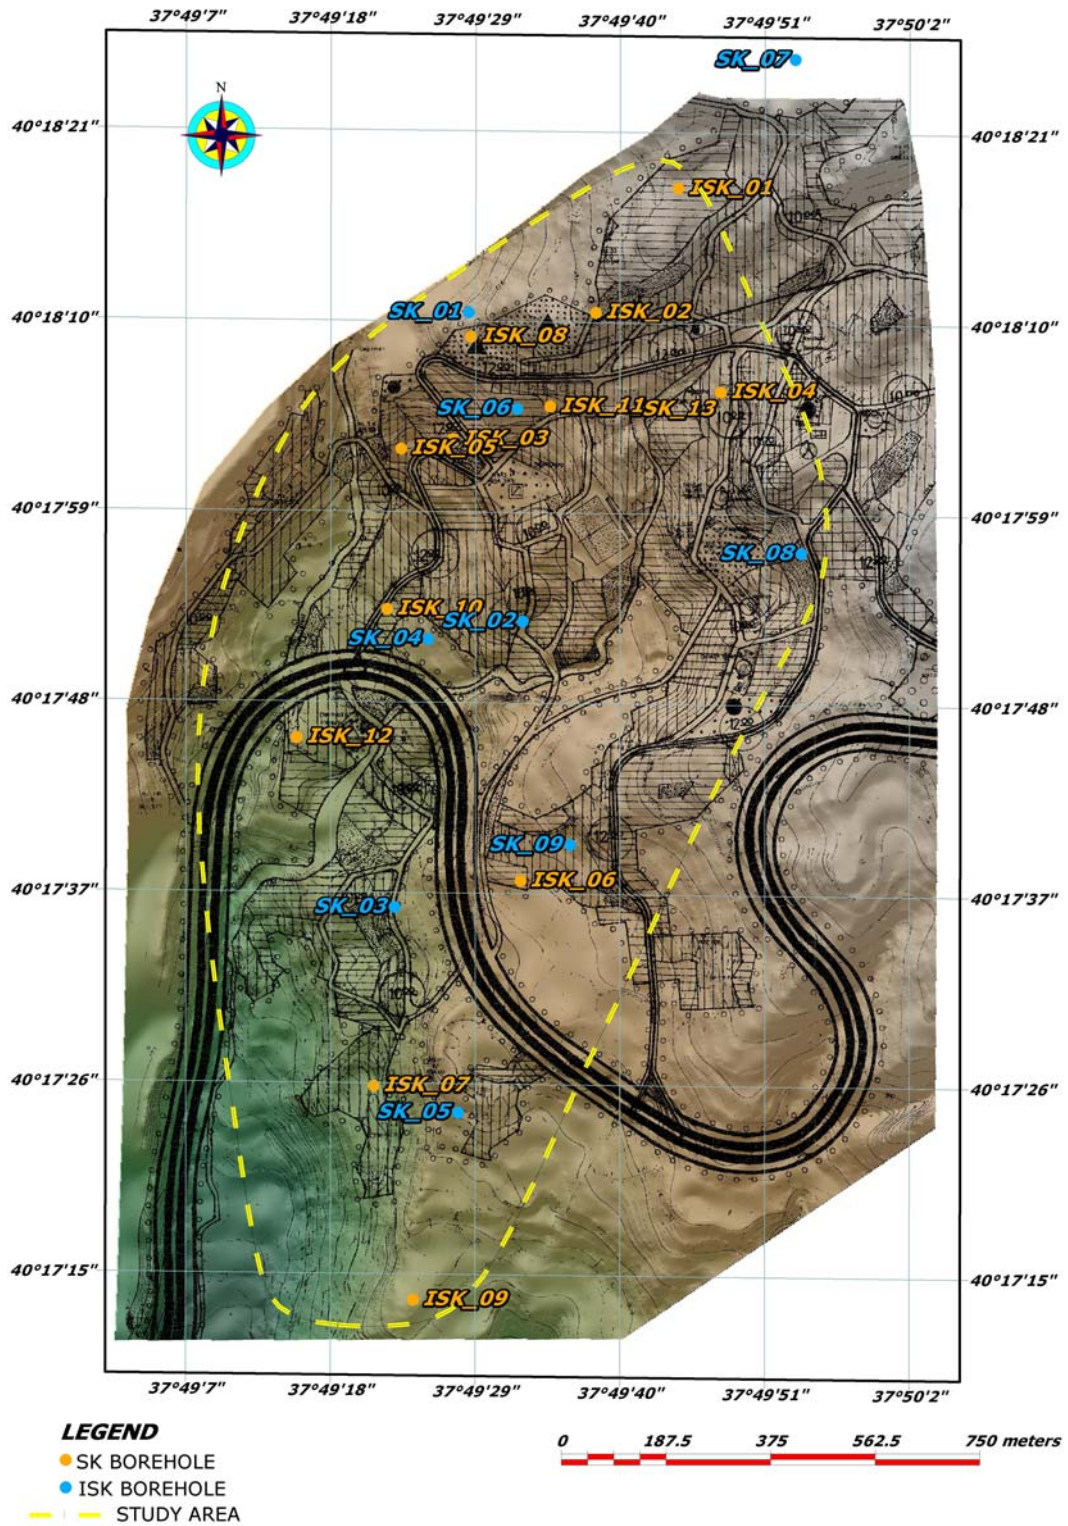 37°49'7" 37°49'18" 37°49'29" 37°49'40" 37°49'51" 37°50'2"
SK_07
N
40°18'21" 40°18'21"
ISK_01
SK_01 ISK_02
40°18'10" 40°18'10"
ISK_08
ISK_04
SK_06 ISK_11 SK_13
ISK_03
ISK_05
40°17'59" 40°17'59"
SK_08
ISK_10
SK_02
SK_04
40°17'48" 40°17'48"
ISK_12
SK_09
ISK_06
40°17'37" 40°17'37"
SK_03
40°17'26" 40°17'26"
ISK_07
SK_05
40°17'15" 40°17'15"
ISK_09
37°49'7" 37°49'18" 37°49'29" 37°49'40" 37°49'51" 37°50'2"
LEGEND
SK BOREHOLE
ISK BOREHOLE
STUDY AREA
0 187.5 375 562.5 750 meters